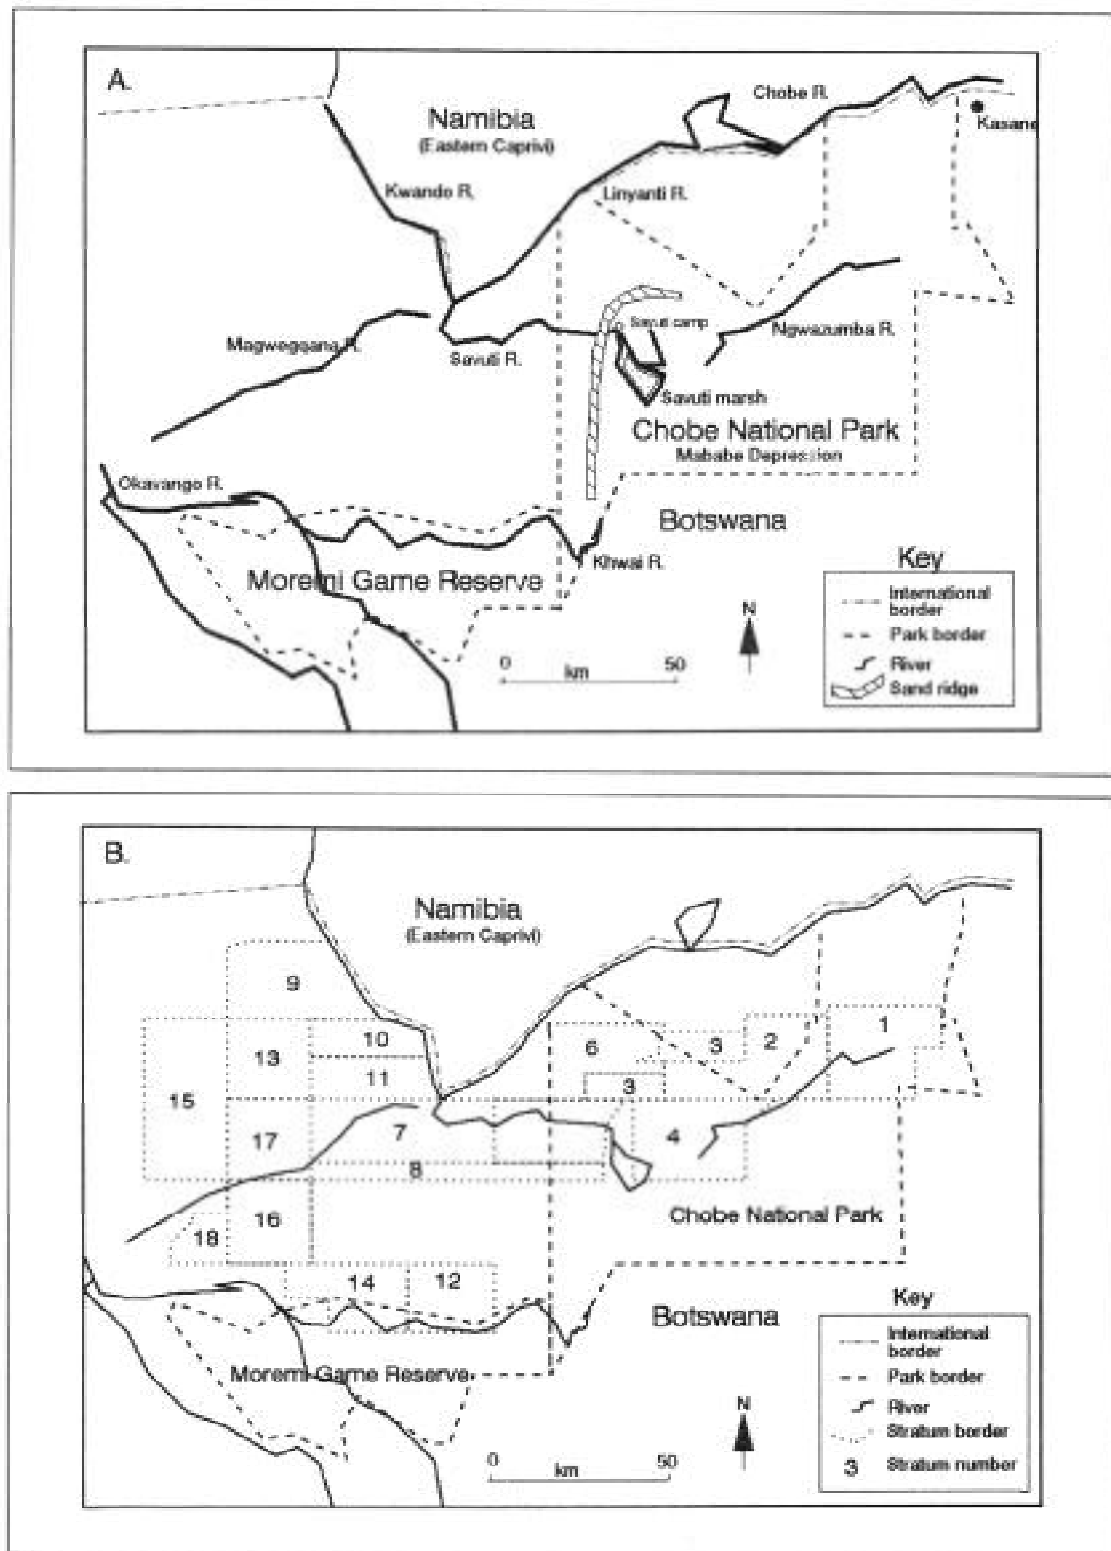 A.
Chobe R.
Kasane
Namibia
(Eastern Caprivi)
Kwando R.
Linyanti R.
Savuti camp
Ngwazumba R.
Magweggana R.
Savuti R.
Savuti marsh
Chobe National Park
Mababe Depression
Okavango R.
Botswana
Khwai R.
Moremi Game Reserve
Key
International
border
Park border
River
Sand ridge
N
0 50
km
B.
Namibia
(Eastern Caprivi)
9
10
13
6
3
2
1
11
3
15
7
17
4
8
16
18
Chobe National Park
14
12
Botswana
Moremi Game Reserve
Key
International
border
Park border
River
Stratum border
3 Stratum number
N
0 50
km